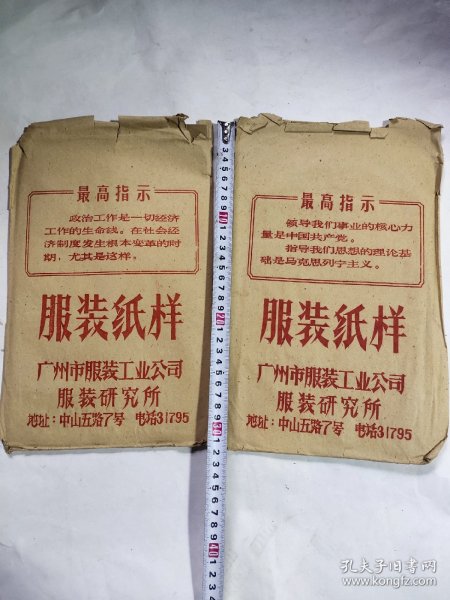 最高指示
政治工作是一切经济
工作的生命线。在社会经
济制度发生根本变革的时
期，尤其是这样。
服装纸样
广州市服装工业公司
服装研究所
地址：中山五路7号 电话31795
最高指示
领导我们事业的核心力
量是中国共产党。
指导我们思想的理论基
础是马克思列宁主义。
服装纸样
广州市服装工业公司
服装研究所
地址：中山五路7号 电话31795
孔夫子旧书网
www.kongfz.com